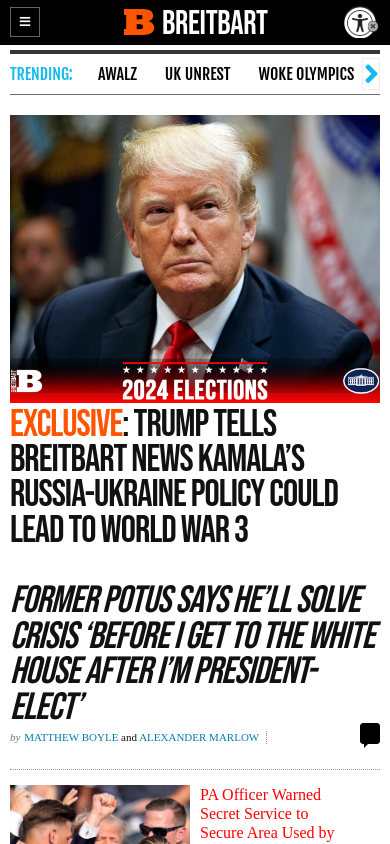 BREITBART
TRENDING:
AWALZ
UK UNREST
WOKE OLYMPICS
BREITBART
2024 ELECTIONS
EXCLUSIVE: TRUMP TELLS
BREITBART NEWS KAMALA’S
RUSSIA-UKRAINE POLICY COULD
LEAD TO WORLD WAR 3
FORMER POTUS SAYS HE’LL SOLVE
CRISIS ‘BEFORE I GET TO THE WHITE
HOUSE AFTER I’M PRESIDENT-
ELECT’
by MATTHEW BOYLE and ALEXANDER MARLOW
PA Officer Warned
Secret Service to
Secure Area Used by